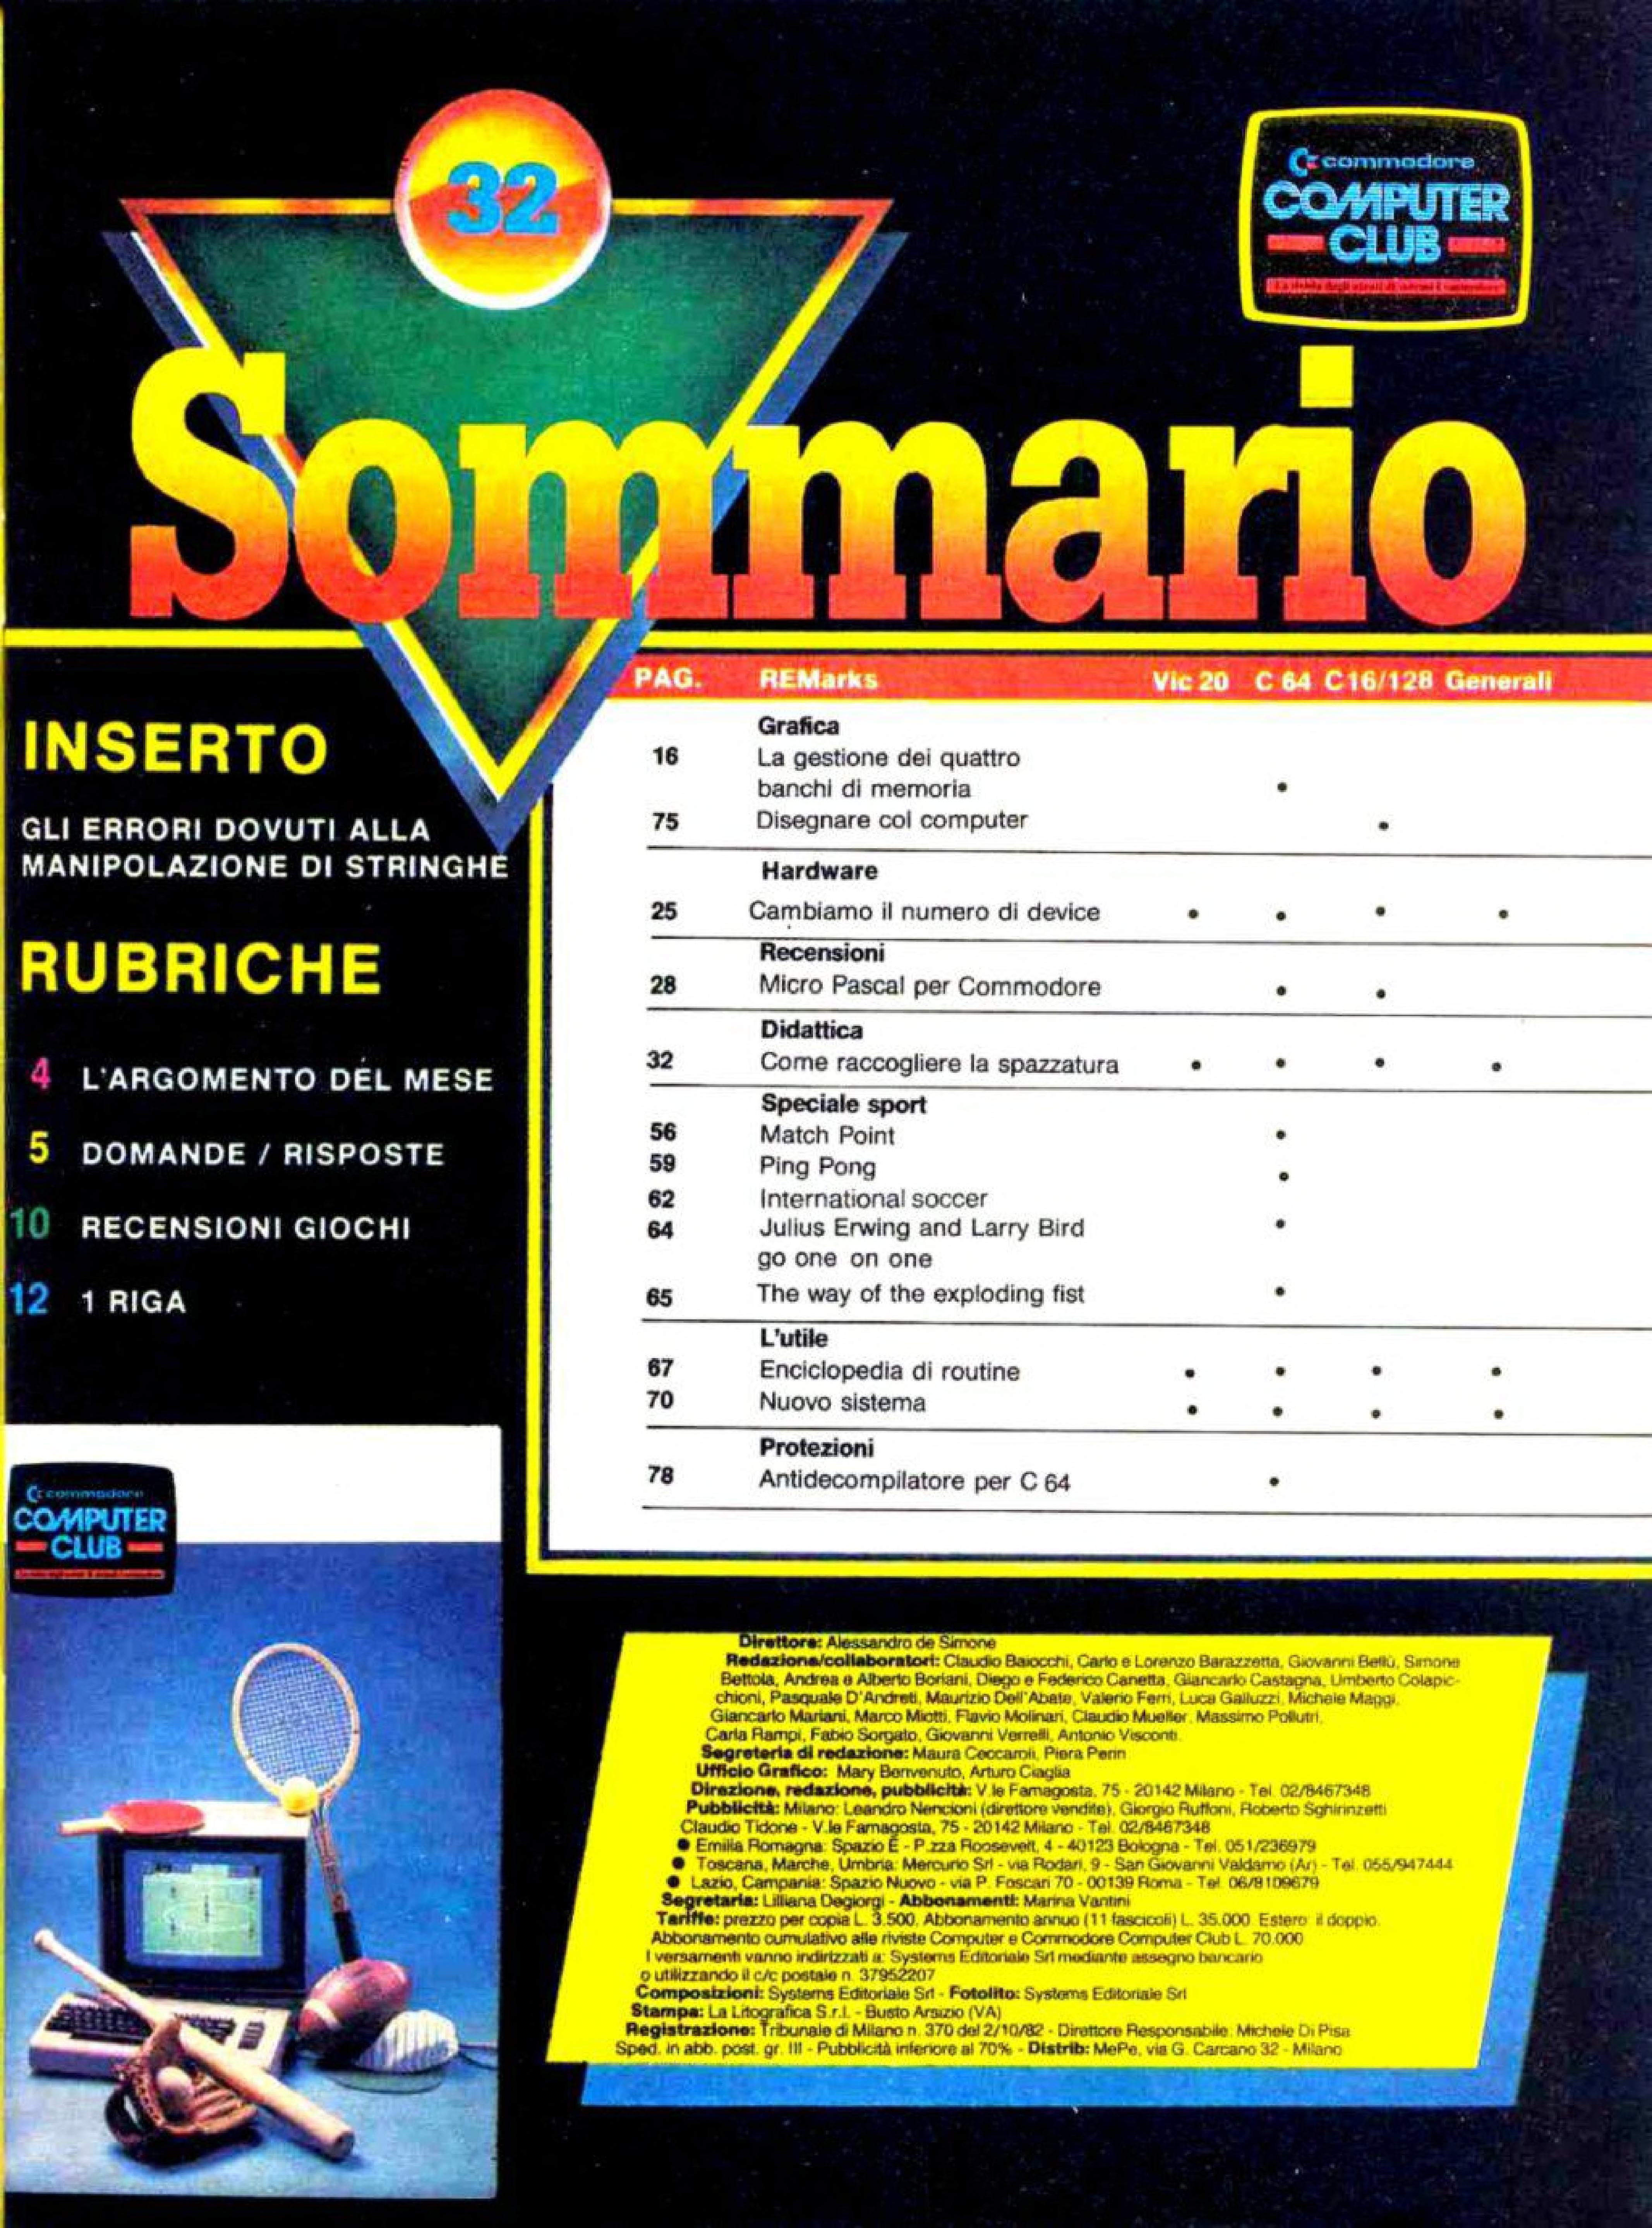 32
commodore
COMPUTER
CLUB
Sommario
INSERTO
GLI ERRORI DOVUTI ALLA
MANIPOLAZIONE DI STRINGHE
RUBRICHE
4 L'ARGOMENTO DEL MESE
5 DOMANDE / RISPOSTE
10 RECENSIONI GIOCHI
12 1 RIGA
PAG. REMarks Vic 20 C 64 C16/128 Generali
Grafica
16 La gestione dei quattro
banchi di memoria •
75 Disegnare col computer •
Hardware
25 Cambiamo il numero di device • • • •
Recensioni
28 Micro Pascal per Commodore • •
Didattica
32 Come raccogliere la spazzatura • • • •
Speciale sport
56 Match Point •
59 Ping Pong •
62 International soccer
64 Julius Erwing and Larry Bird •
go one on one
65 The way of the exploding fist •
L'utile
67 Enciclopedia di routine • • • •
70 Nuovo sistema • • • •
Protezioni
78 Antidecompilatore per C 64 •
commodore
COMPUTER
CLUB
Direttore: Alessandro de Simone
Redazione/collaboratori: Claudio Baiocchi, Carlo e Lorenzo Barazzetta, Giovanni Bellù, Simone
Bettola, Andrea e Alberto Boriani, Diego e Federico Canetta, Giancarlo Castagna, Umberto Colapic-
chioni, Pasquale D'Andreti, Maurizio Dell'Abate, Valerio Ferri, Luca Galluzzi, Michele Maggi,
Giancarlo Mariani, Marco Miotti, Flavio Molinari, Claudio Mueller, Massimo Pollutri,
Carla Rampi, Fabio Sorgato, Giovanni Verrelli, Antonio Visconti.
Segreteria di redazione: Maura Ceccaroli, Piera Perin
Ufficio Grafico: Mary Benvenuto, Arturo Ciaglia
Direzione, redazione, pubblicità: V.le Famagosta, 75 - 20142 Milano - Tel. 02/8467348
Pubblicità: Milano: Leandro Nencioni (direttore vendite), Giorgio Ruffoni, Roberto Sghirinzetti
Claudio Tidone - V.le Famagosta, 75 - 20142 Milano - Tel. 02/8467348
● Emilia Romagna: Spazio E - P.zza Roosevelt, 4 - 40123 Bologna - Tel. 051/236979
● Toscana, Marche, Umbria: Mercurio Srl - via Rodari, 9 - San Giovanni Valdarno (Ar) - Tel. 055/947444
● Lazio, Campania: Spazio Nuovo - via P. Foscari 70 - 00139 Roma - Tel. 06/8109679
Segretaria: Lilliana Degiorgi - Abbonamenti: Marina Vantini
Tariffe: prezzo per copia L. 3.500. Abbonamento annuo (11 fascicoli) L. 35.000. Estero: il doppio.
Abbonamento cumulativo alle riviste Computer e Commodore Computer Club L. 70.000
I versamenti vanno indirizzati a: Systems Editoriale Srl mediante assegno bancario
o utilizzando il c/c postale n. 37952207
Composizioni: Systems Editoriale Srl - Fotolito: Systems Editoriale Srl
Stampa: La Litografica S.r.l. - Busto Arsizio (VA)
Registrazione: Tribunale di Milano n. 370 del 2/10/82 - Direttore Responsabile: Michele Di Pisa
Sped. in abb. post. gr. III - Pubblicità inferiore al 70% - Distrib: MePe, via G. Carcano 32 - Milano